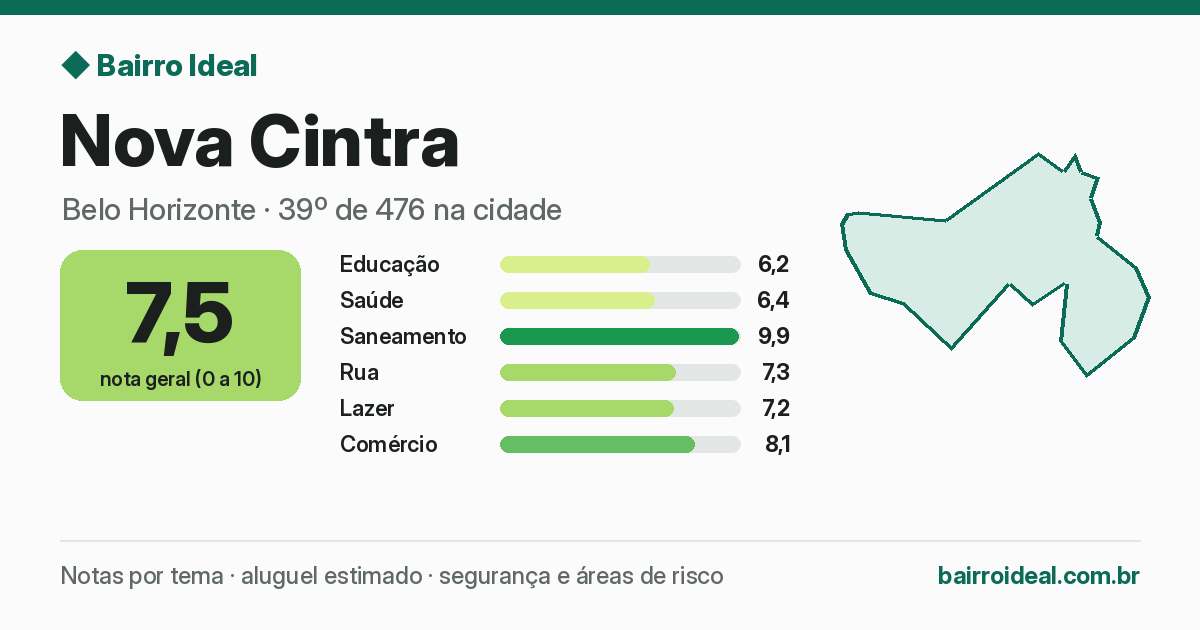 Bairro Ideal
Nova Cintra
Belo Horizonte · 39º de 476 na cidade
7,5
nota geral (0 a 10)
Educação 6,2
Saúde 6,4
Saneamento 9,9
Rua 7,3
Lazer 7,2
Comércio 8,1
Notas por tema · aluguel estimado · segurança e áreas de risco
bairroideal.com.br